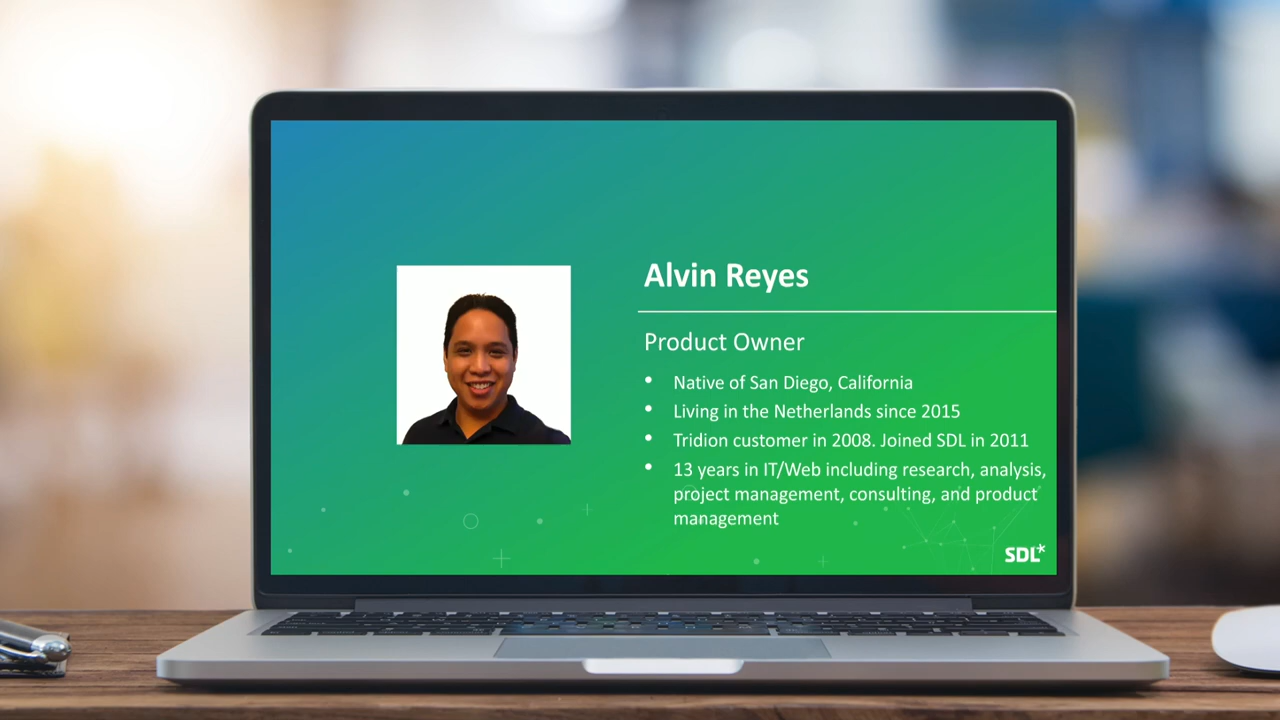 Alvin Reyes
Product Owner
• Native of San Diego, California
• Living in the Netherlands since 2015
• Tridion customer in 2008. Joined SDL in 2011
• 13 years in IT/Web including research, analysis,
project management, consulting, and product
management
SDL*